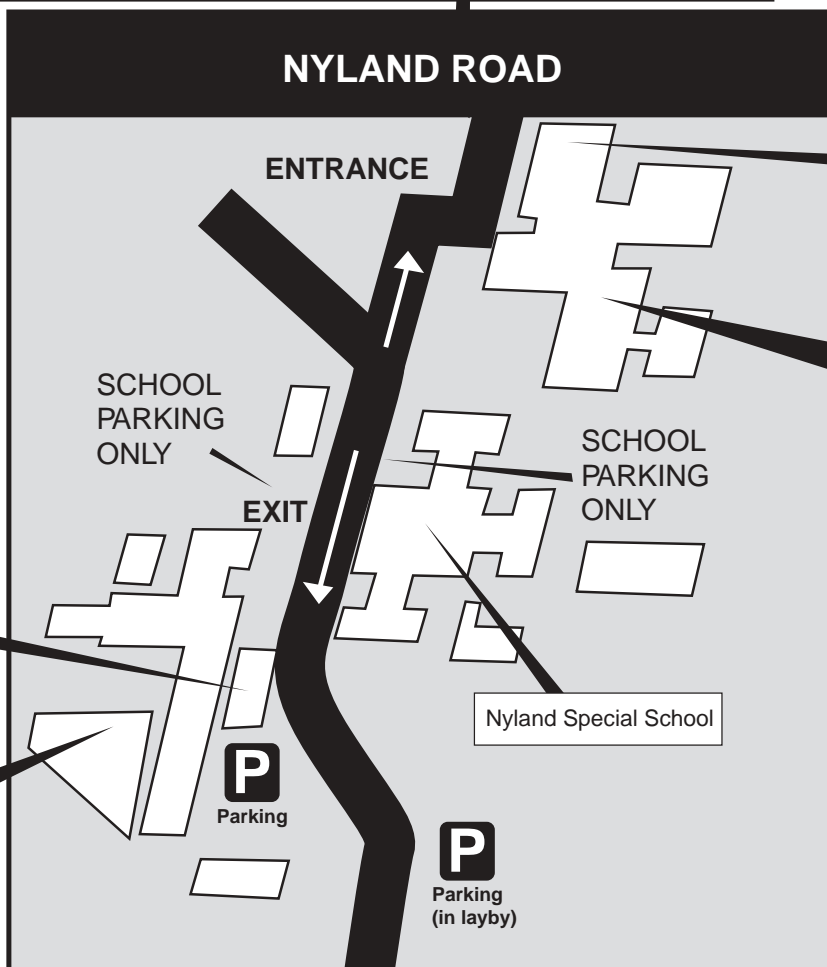 NYLAND ROAD
ENTRANCE
SCHOOL
PARKING
ONLY
SCHOOL
PARKING
ONLY
EXIT
Nyland Special School
P
Parking
P
Parking
(in layby)